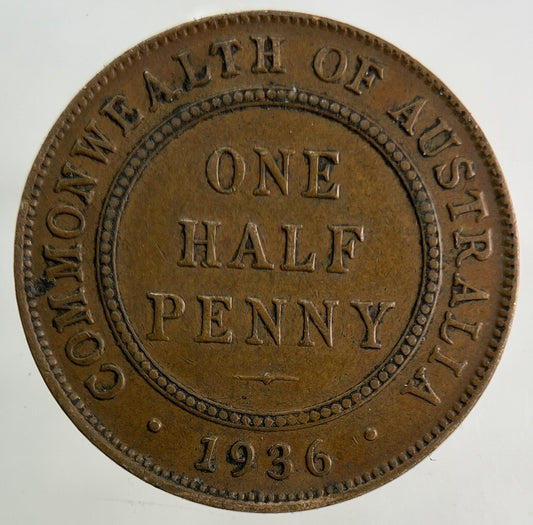 COMMONWEALTH OF AUSTRALIA
ONE
HALF
PENNY
· 1936 ·